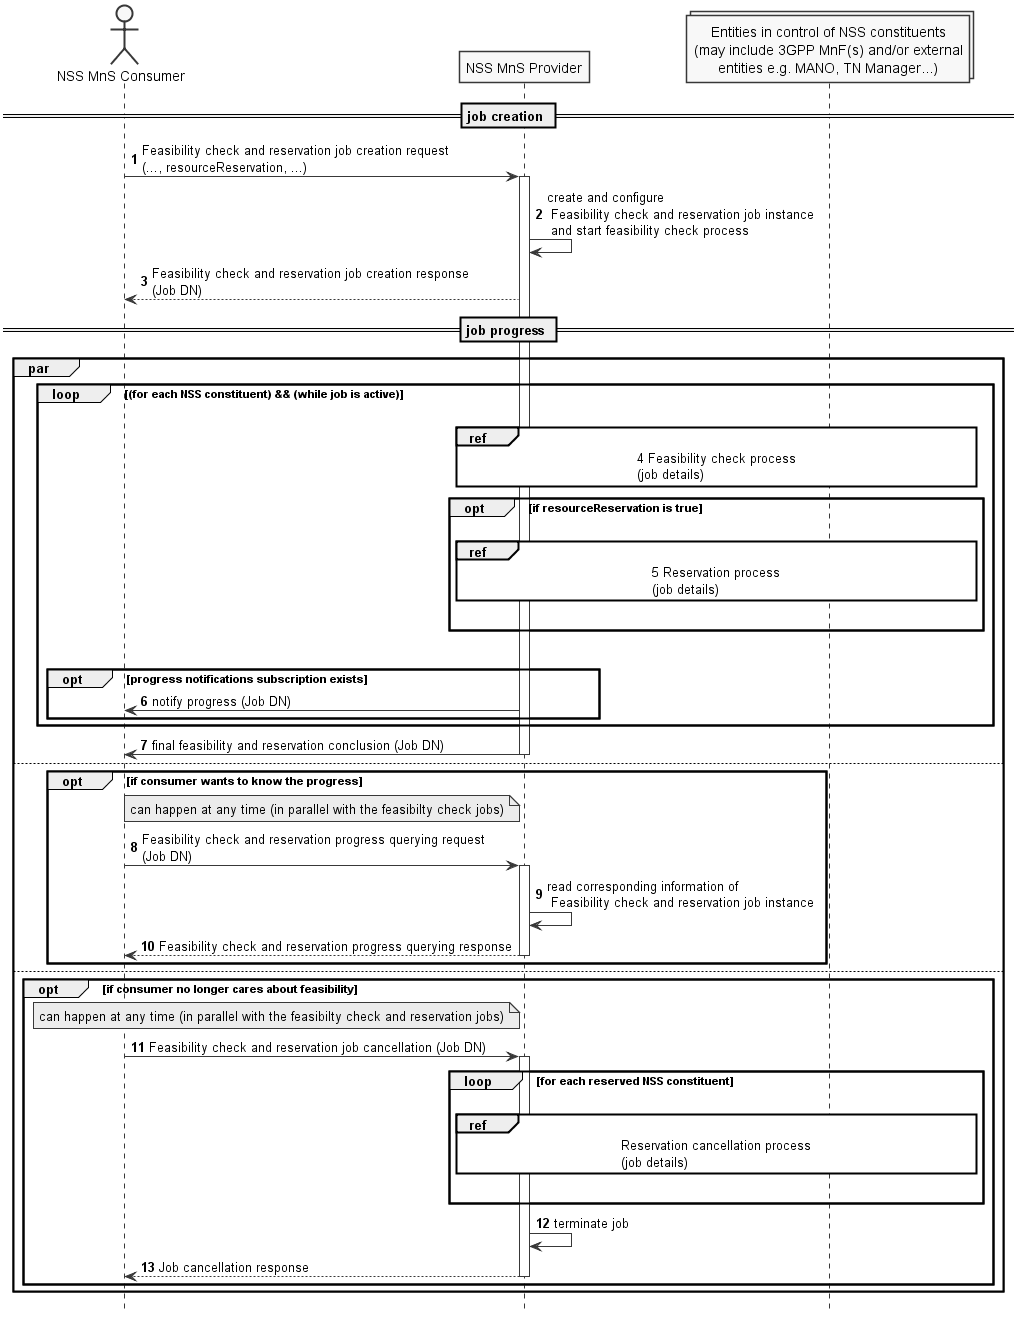 NSS MnS Consumer
NSS MnS Provider
Entities in control of NSS constituents
(may include 3GPP MnF(s) and/or external
entities e.g. MANO, TN Manager...)
job creation
1 Feasibility check and reservation job creation request
(..., resourceReservation, ...)
create and configure
2 Feasibility check and reservation job instance
and start feasibility check process
3 Feasibility check and reservation job creation response
(Job DN)
job progress
par
loop [(for each NSS constituent) && (while job is active)]
ref
4 Feasibility check process
(job details)
opt [if resourceReservation is true]
ref
5 Reservation process
(job details)
opt [progress notifications subscription exists]
6 notify progress (Job DN)
7 final feasibility and reservation conclusion (Job DN)
opt [if consumer wants to know the progress]
can happen at any time (in parallel with the feasibilty check jobs)
8 Feasibility check and reservation progress querying request
(Job DN)
9 read corresponding information of
Feasibility check and reservation job instance
10 Feasibility check and reservation progress querying response
opt [if consumer no longer cares about feasibility]
can happen at any time (in parallel with the feasibilty check and reservation jobs)
11 Feasibility check and reservation job cancellation (Job DN)
loop [for each reserved NSS constituent]
ref
Reservation cancellation process
(job details)
12 terminate job
13 Job cancellation response